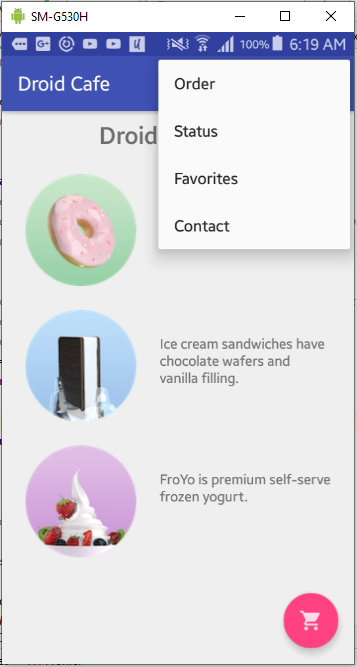 SM-G530H
100% 6:19 AM
Droid Cafe
Order
Status
Favorites
Contact
Droid
Ice cream sandwiches have
chocolate wafers and
vanilla filling.
FroYo is premium self-serve
frozen yogurt.